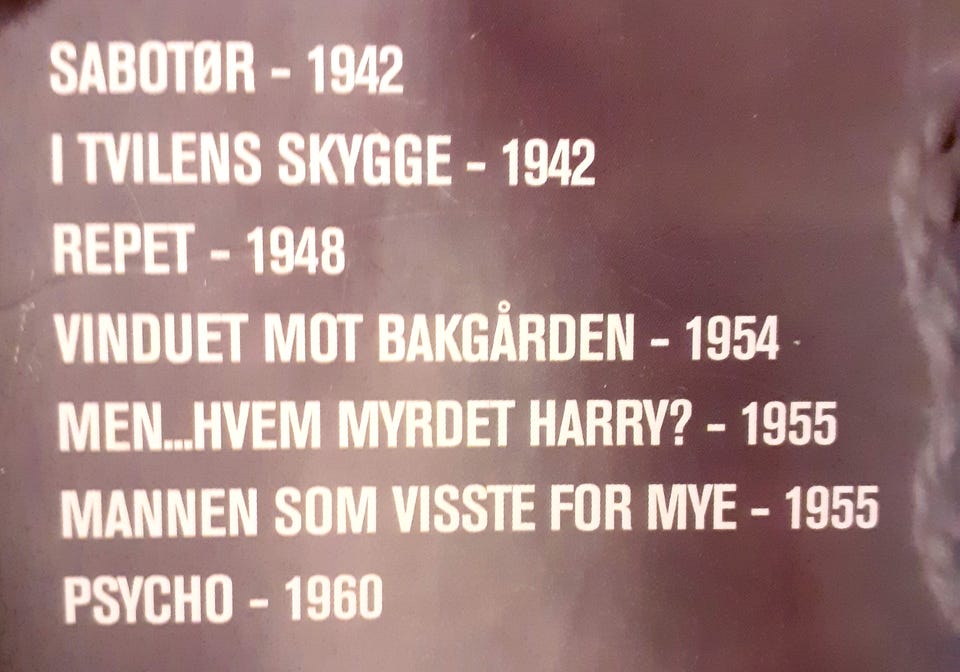 SABOTØR - 1942
I TVILENS SKYGGE - 1942
REPET - 1948
VINDUET MOT BAKGÅRDEN - 1954
MEN...HVEM MYRDET HARRY? - 1955
MANNEN SOM VISSTE FOR MYE - 1955
PSYCHO - 1960